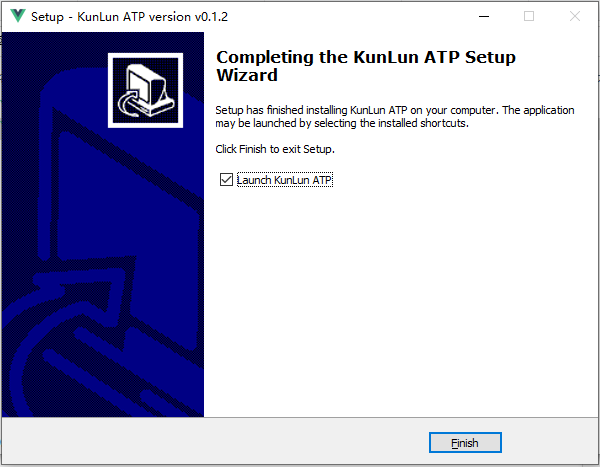 Setup - KunLun ATP version v0.1.2
Completing the KunLun ATP Setup
Wizard
Setup has finished installing KunLun ATP on your computer. The application
may be launched by selecting the installed shortcuts.
Click Finish to exit Setup.
Launch KunLun ATP
Finish